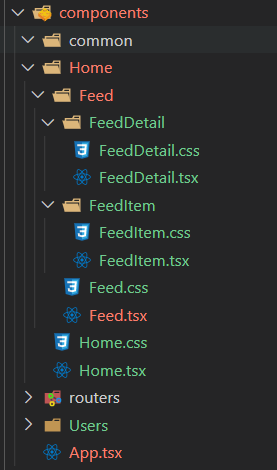 components
common
Home
Feed
FeedDetail
FeedDetail.css
FeedDetail.tsx
FeedItem
FeedItem.css
FeedItem.tsx
Feed.css
Feed.tsx
Home.css
Home.tsx
routers
Users
App.tsx